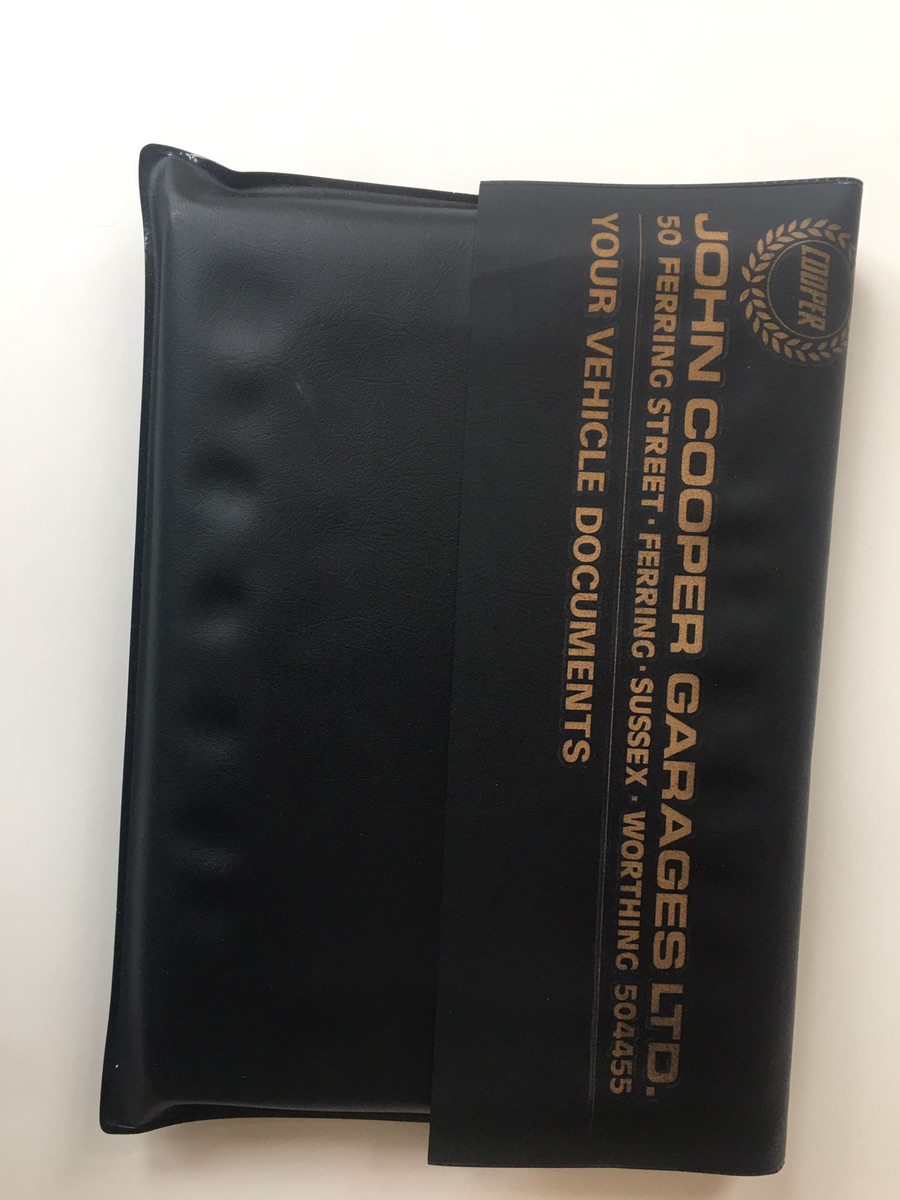 COOPER
JOHN COOPER GARAGES LTD.
50 FERRING STREET · FERRING · SUSSEX · WORTHING 504455
YOUR VEHICLE DOCUMENTS